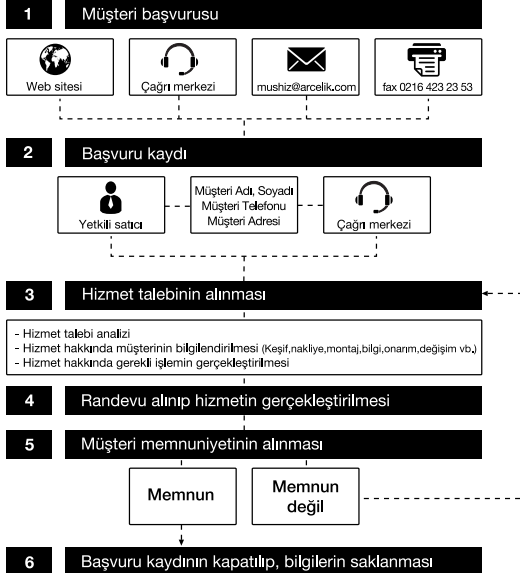 1 Müşteri başvurusu
Web sitesi
Çağrı merkezi
mushiz@arcelik.com
fax 0216 423 23 53
2 Başvuru kaydı
Yetkili satıcı
Müşteri Adı, Soyadı
Müşteri Telefonu
Müşteri Adresi
Çağrı merkezi
3 Hizmet talebinin alınması
- Hizmet talebi analizi
- Hizmet hakkında müşterinin bilgilendirilmesi (Keşif,nakliye,montaj,bilgi,onarım,değişim vb.)
- Hizmet hakkında gerekli işlemin gerçekleştirilmesi
4 Randevu alınıp hizmetin gerçekleştirilmesi
5 Müşteri memnuniyetinin alınması
Memnun
Memnun
değil
6 Başvuru kaydının kapatılıp, bilgilerin saklanması